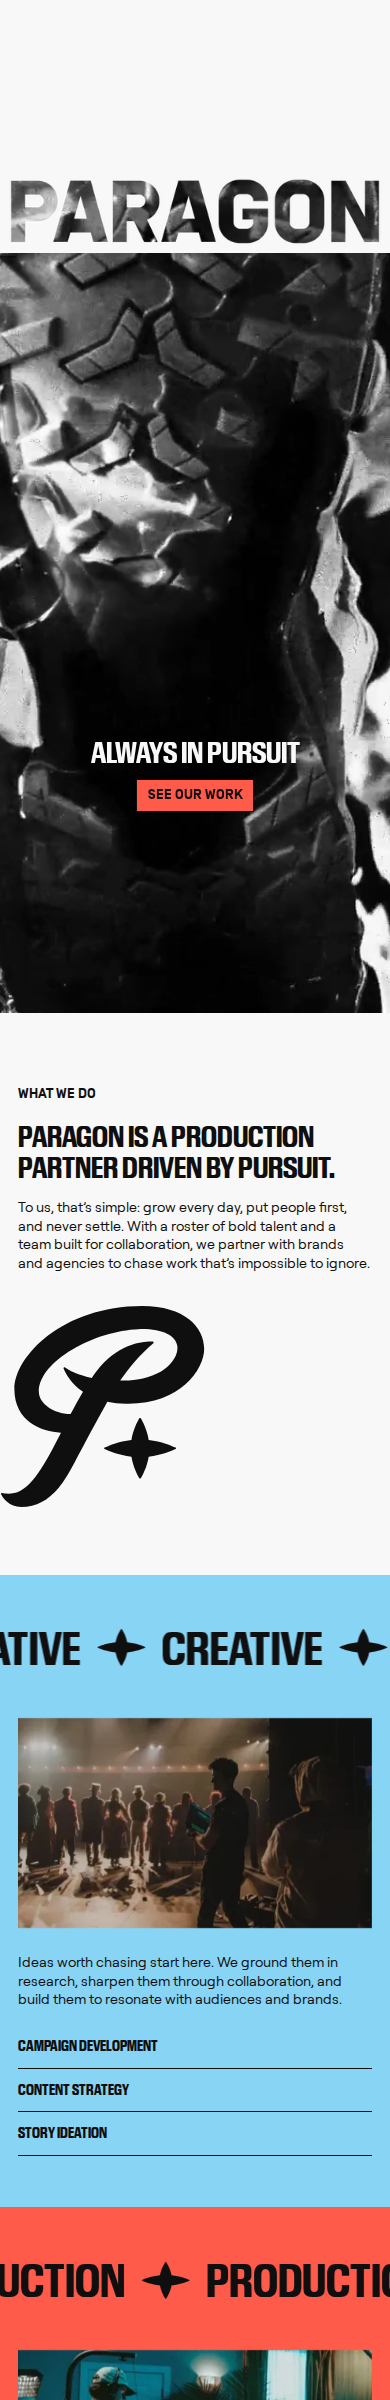 PARAGON
ALWAYS IN PURSUIT
SEE OUR WORK
WHAT WE DO
PARAGON IS A PRODUCTION
PARTNER DRIVEN BY PURSUIT.
To us, that’s simple: grow every day, put people first,
and never settle. With a roster of bold talent and a
team built for collaboration, we partner with brands
and agencies to chase work that’s impossible to ignore.
P
ATIVE CREATIVE
Ideas worth chasing start here. We ground them in
research, sharpen them through collaboration, and
build them to resonate with audiences and brands.
CAMPAIGN DEVELOPMENT
CONTENT STRATEGY
STORY IDEATION
UCTION PRODUCTIO